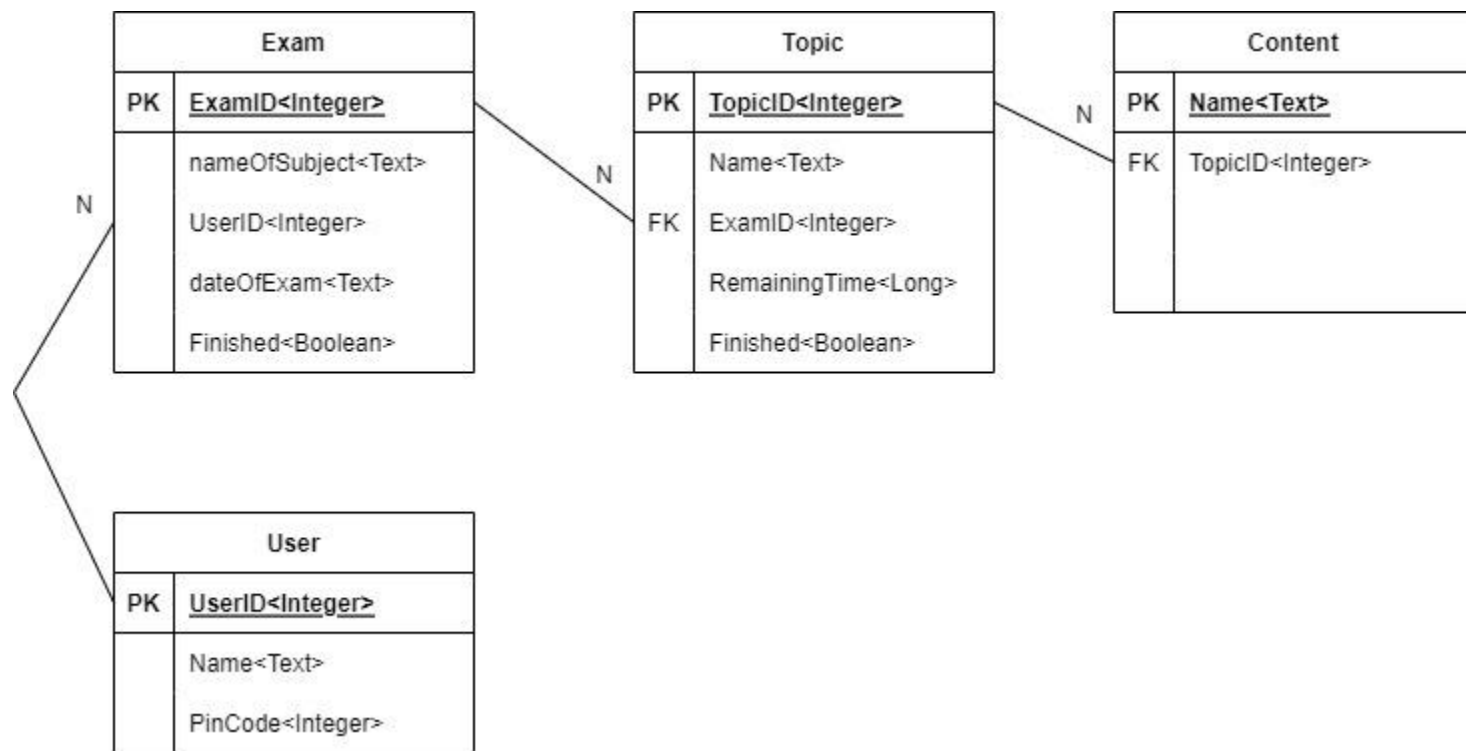 Exam
PK ExamID<Integer>
nameOfSubject<Text>
N
UserID<Integer>
dateOfExam<Text>
Finished<Boolean>
Topic
PK TopicID<Integer>
Name<Text>
N
FK ExamID<Integer>
RemainingTime<Long>
Finished<Boolean>
Content
N
PK Name<Text>
FK TopicID<Integer>
User
PK UserID<Integer>
Name<Text>
PinCode<Integer>